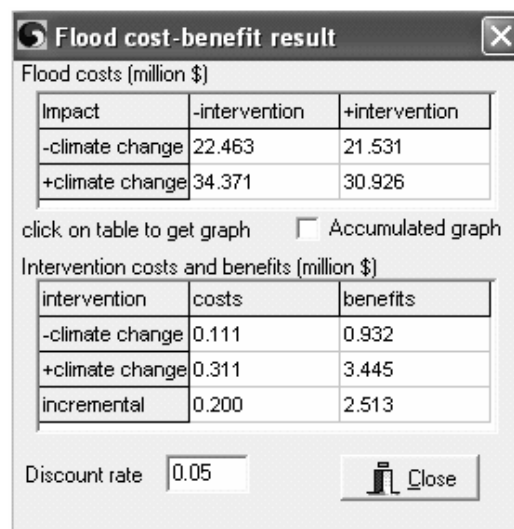 Flood cost-benefit result
Flood costs (million $)
Impact -intervention +intervention
-climate change 22.463 21.531
+climate change 34.371 30.926
click on table to get graph Accumulated graph
Intervention costs and benefits (million $)
intervention costs benefits
-climate change 0.111 0.932
+climate change 0.311 3.445
incremental 0.200 2.513
Discount rate 0.05 Close